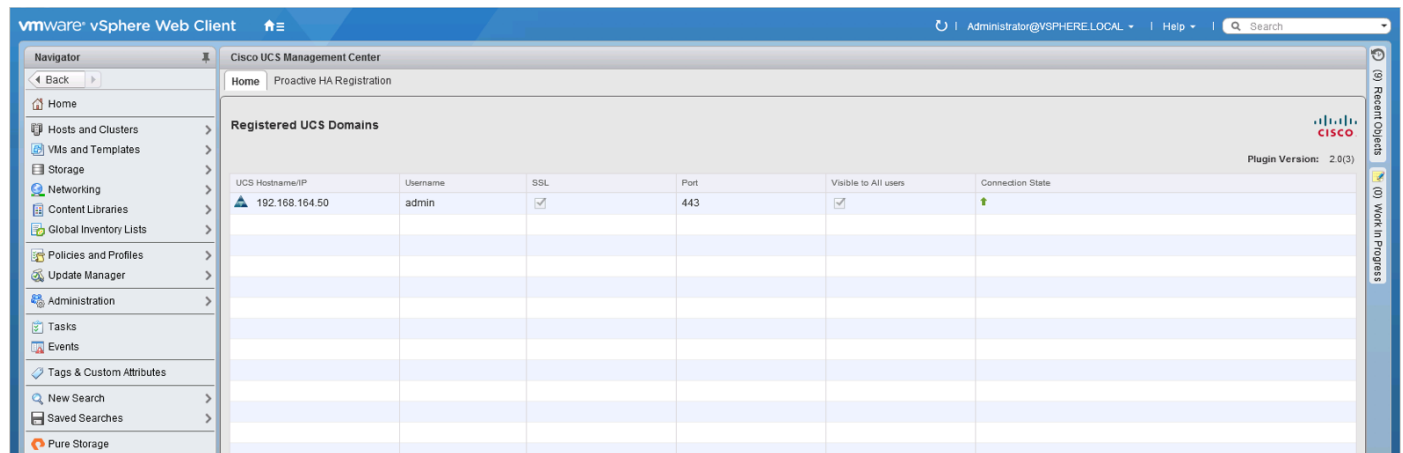 vmware® vSphere Web Client
Administrator@VSPHERE.LOCAL
Help
Search
Navigator
Back
Home
Hosts and Clusters
VMs and Templates
Storage
Networking
Content Libraries
Global Inventory Lists
Policies and Profiles
Update Manager
Administration
Tasks
Events
Tags & Custom Attributes
New Search
Saved Searches
Pure Storage
Cisco UCS Management Center
Home Proactive HA Registration
Registered UCS Domains
CISCO
Plugin Version: 2.0(3)
UCS Hostname/IP Username SSL Port Visible to All users Connection State
192.168.164.50 admin 443
(9) Recent Objects
(0) Work In Progress